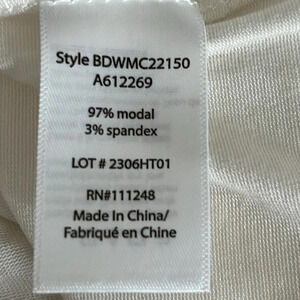 Style BDWMC22150
A612269
97% modal
3% spandex
LOT # 2306HT01
RN#111248
Made In China/
Fabriqué en Chine